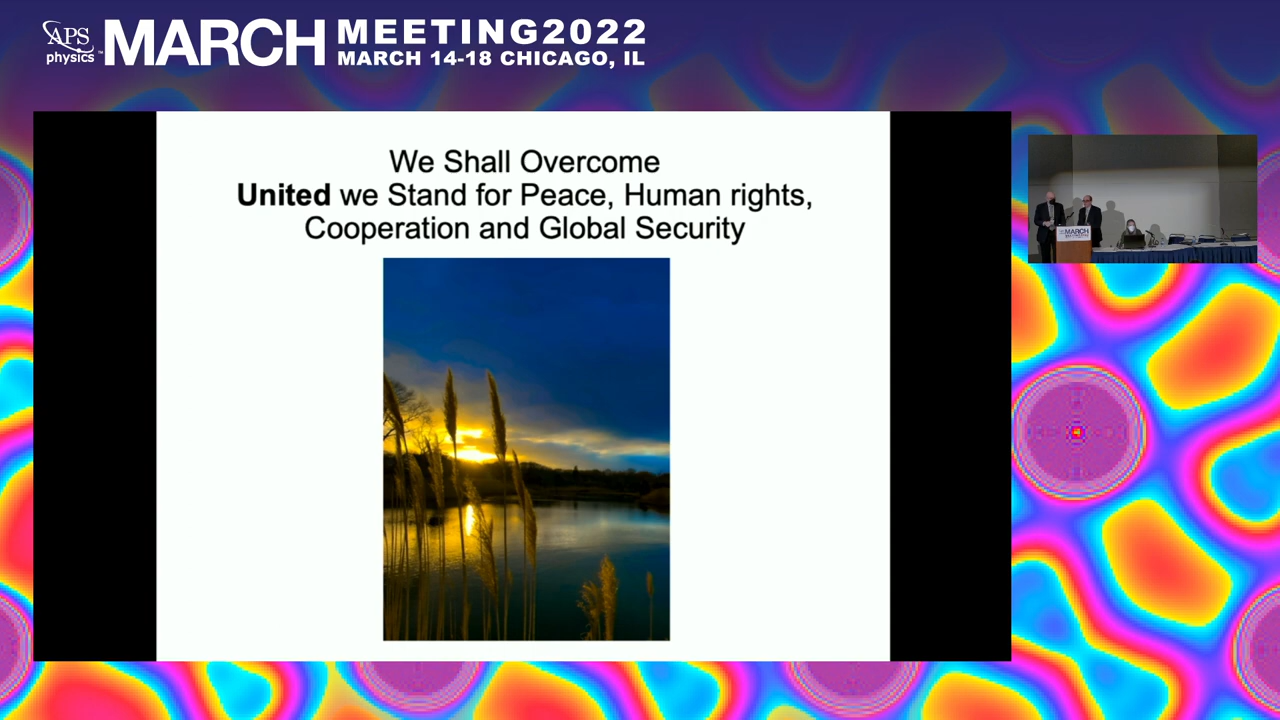 APS
physics
MARCH
MEETING2022
MARCH 14-18 CHICAGO, IL
We Shall Overcome
United we Stand for Peace, Human rights,
Cooperation and Global Security
MARCH